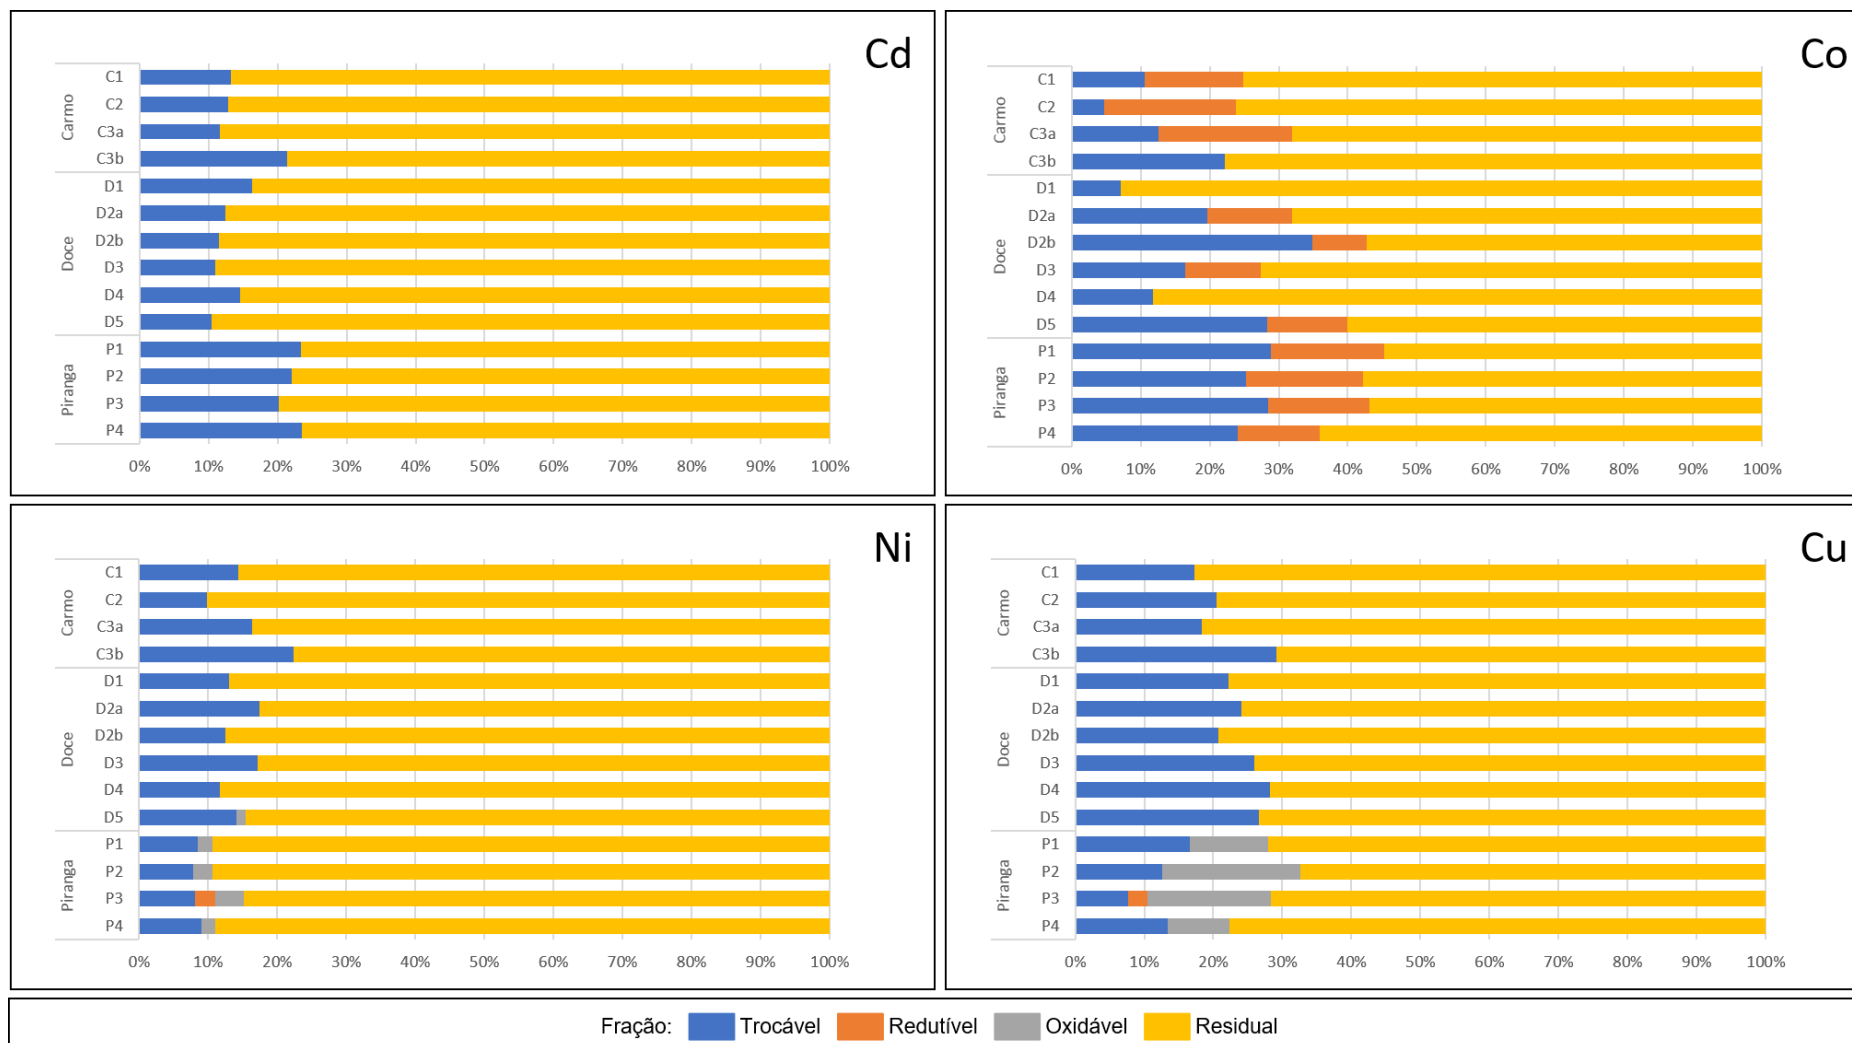 Cd
Carmo
C1
C2
C3a
C3b
Doce
D1
D2a
D2b
D3
D4
D5
Piranga
P1
P2
P3
P4
0% 10% 20% 30% 40% 50% 60% 70% 80% 90% 100%
Co
Carmo
C1
C2
C3a
C3b
Doce
D1
D2a
D2b
D3
D4
D5
Piranga
P1
P2
P3
P4
0% 10% 20% 30% 40% 50% 60% 70% 80% 90% 100%
Ni
Carmo
C1
C2
C3a
C3b
Doce
D1
D2a
D2b
D3
D4
D5
Piranga
P1
P2
P3
P4
0% 10% 20% 30% 40% 50% 60% 70% 80% 90% 100%
Cu
Carmo
C1
C2
C3a
C3b
Doce
D1
D2a
D2b
D3
D4
D5
Piranga
P1
P2
P3
P4
0% 10% 20% 30% 40% 50% 60% 70% 80% 90% 100%
Fração: Trocável Redutível Oxidável Residual